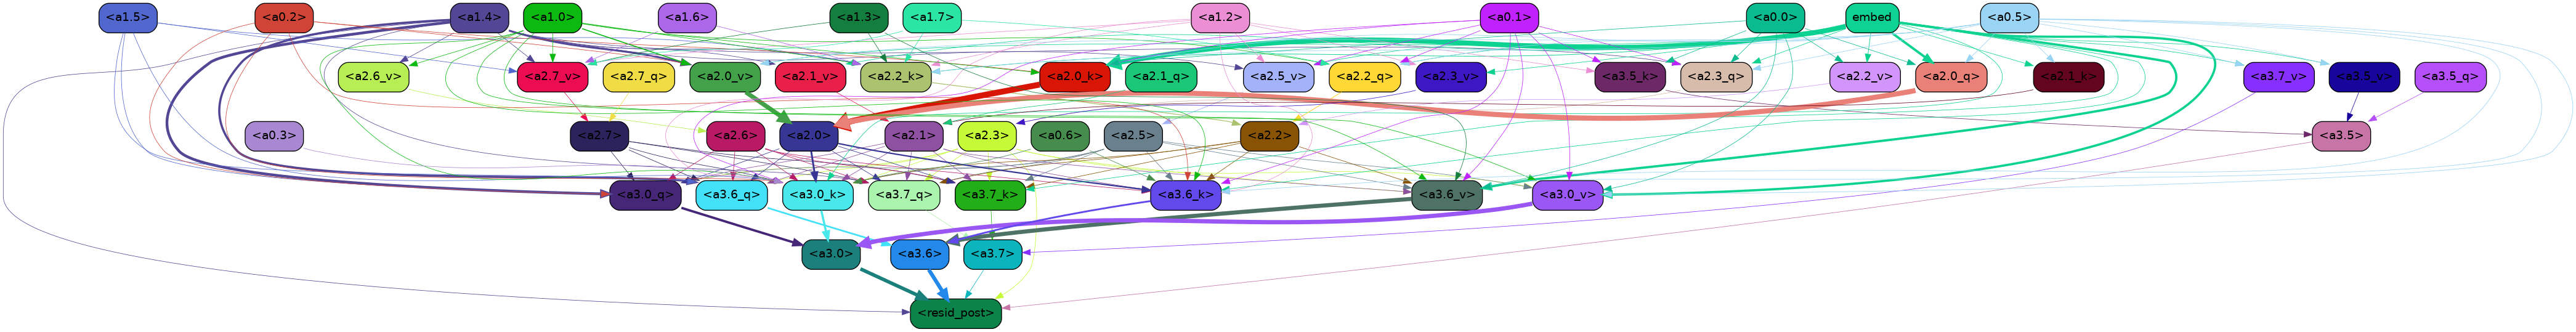 <a1.5> <a0.2> <a1.4> <a1.0> <a1.6> <a1.3> <a1.7> <a1.2> <a0.1> <a0.0> embed <a0.5>
<a2.6_v> <a2.7_v> <a2.7_q> <a2.0_v> <a2.1_v> <a2.2_k> <a2.0_k> <a2.1_q> <a2.5_v> <a2.2_q> <a2.3_v> <a3.5_k> <a2.3_q> <a2.2_v> <a2.0_q> <a2.1_k> <a3.7_v> <a3.5_v> <a3.5_q>
<a0.3> <a2.7> <a2.6> <a2.0> <a2.1> <a2.3> <a0.6> <a2.5> <a2.2> <a3.5>
<a3.0_q> <a3.6_q> <a3.0_k> <a3.7_q> <a3.7_k> <a3.6_k> <a3.6_v> <a3.0_v>
<a3.0> <a3.6> <a3.7>
<resid_post>